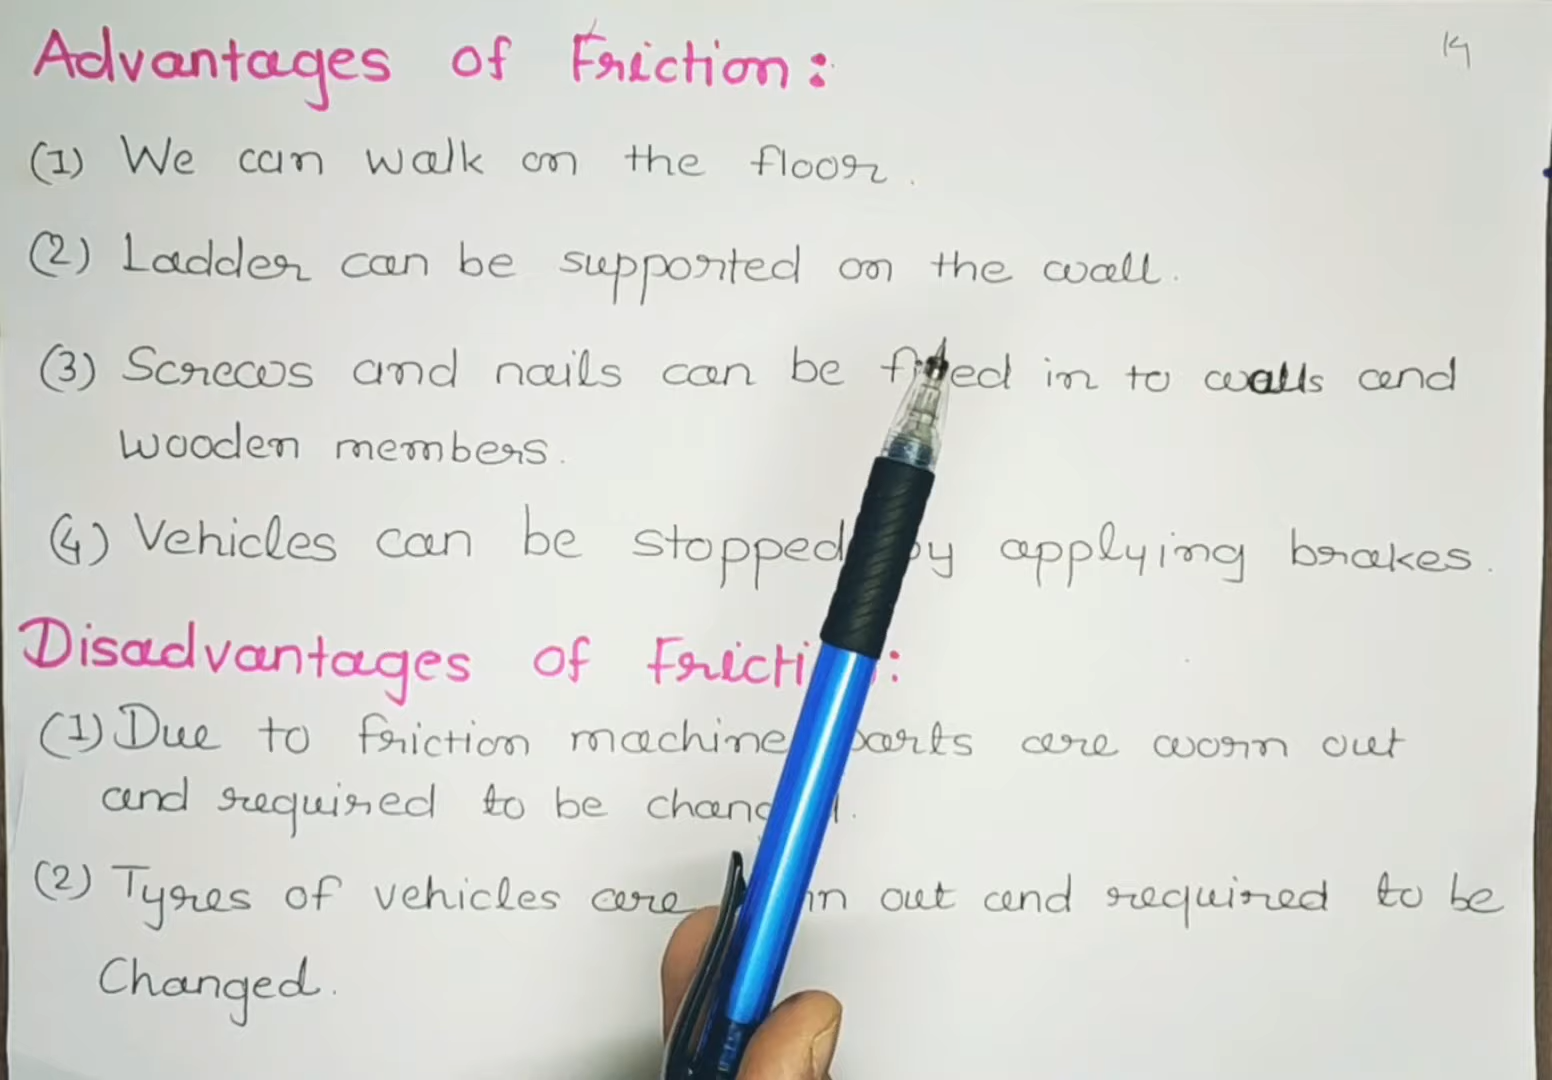 14
Advantages of Friction:
(1) We can walk on the floor.
(2) Ladder can be supported on the wall.
(3) Screws and nails can be in to walls and
wooden members.
(4) Vehicles can be stopped by applying brakes.
Disadvantages of Friction:
(1) Due to friction machine parts are worn out
and required to be changed.
(2) Tyres of vehicles are out and required to be
Changed.